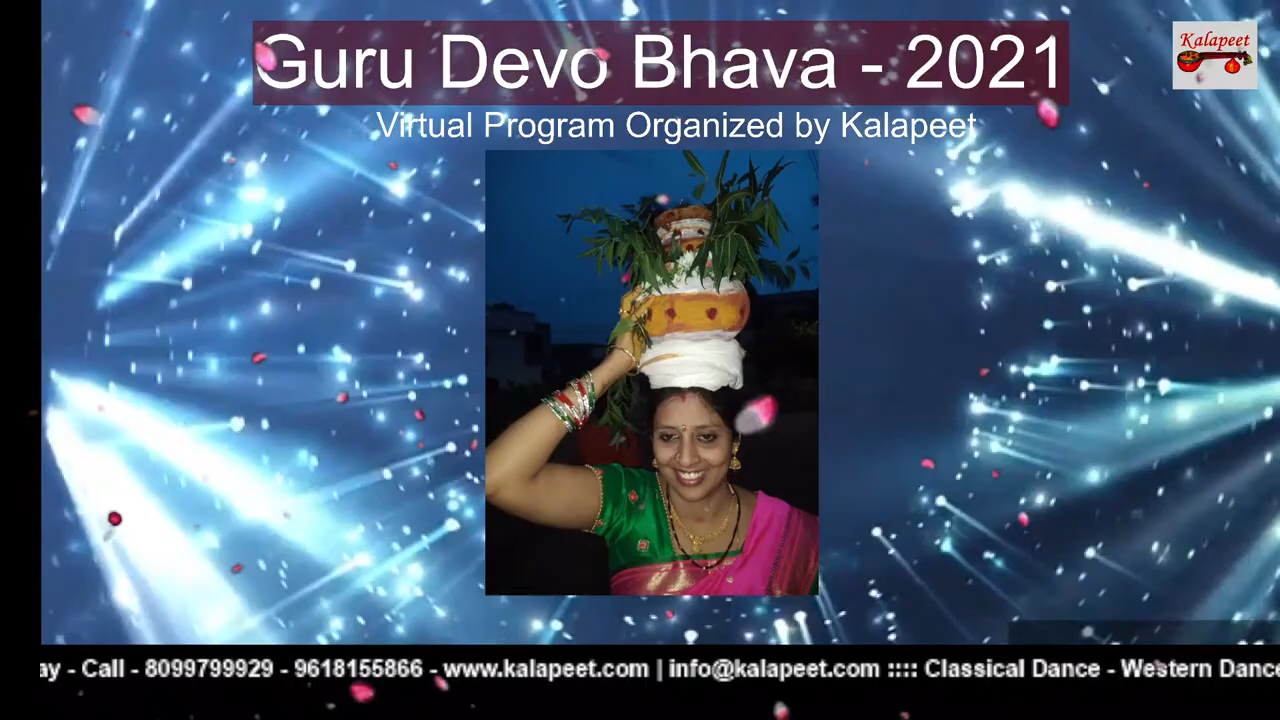 Guru Devo Bhava - 2021
Kalapeet
Virtual Program Organized by Kalapeet
ay - Call - 8099799929 - 9618155866 - www.kalapeet.com | info@kalapeet.com :::: Classical Dance - Western Dance